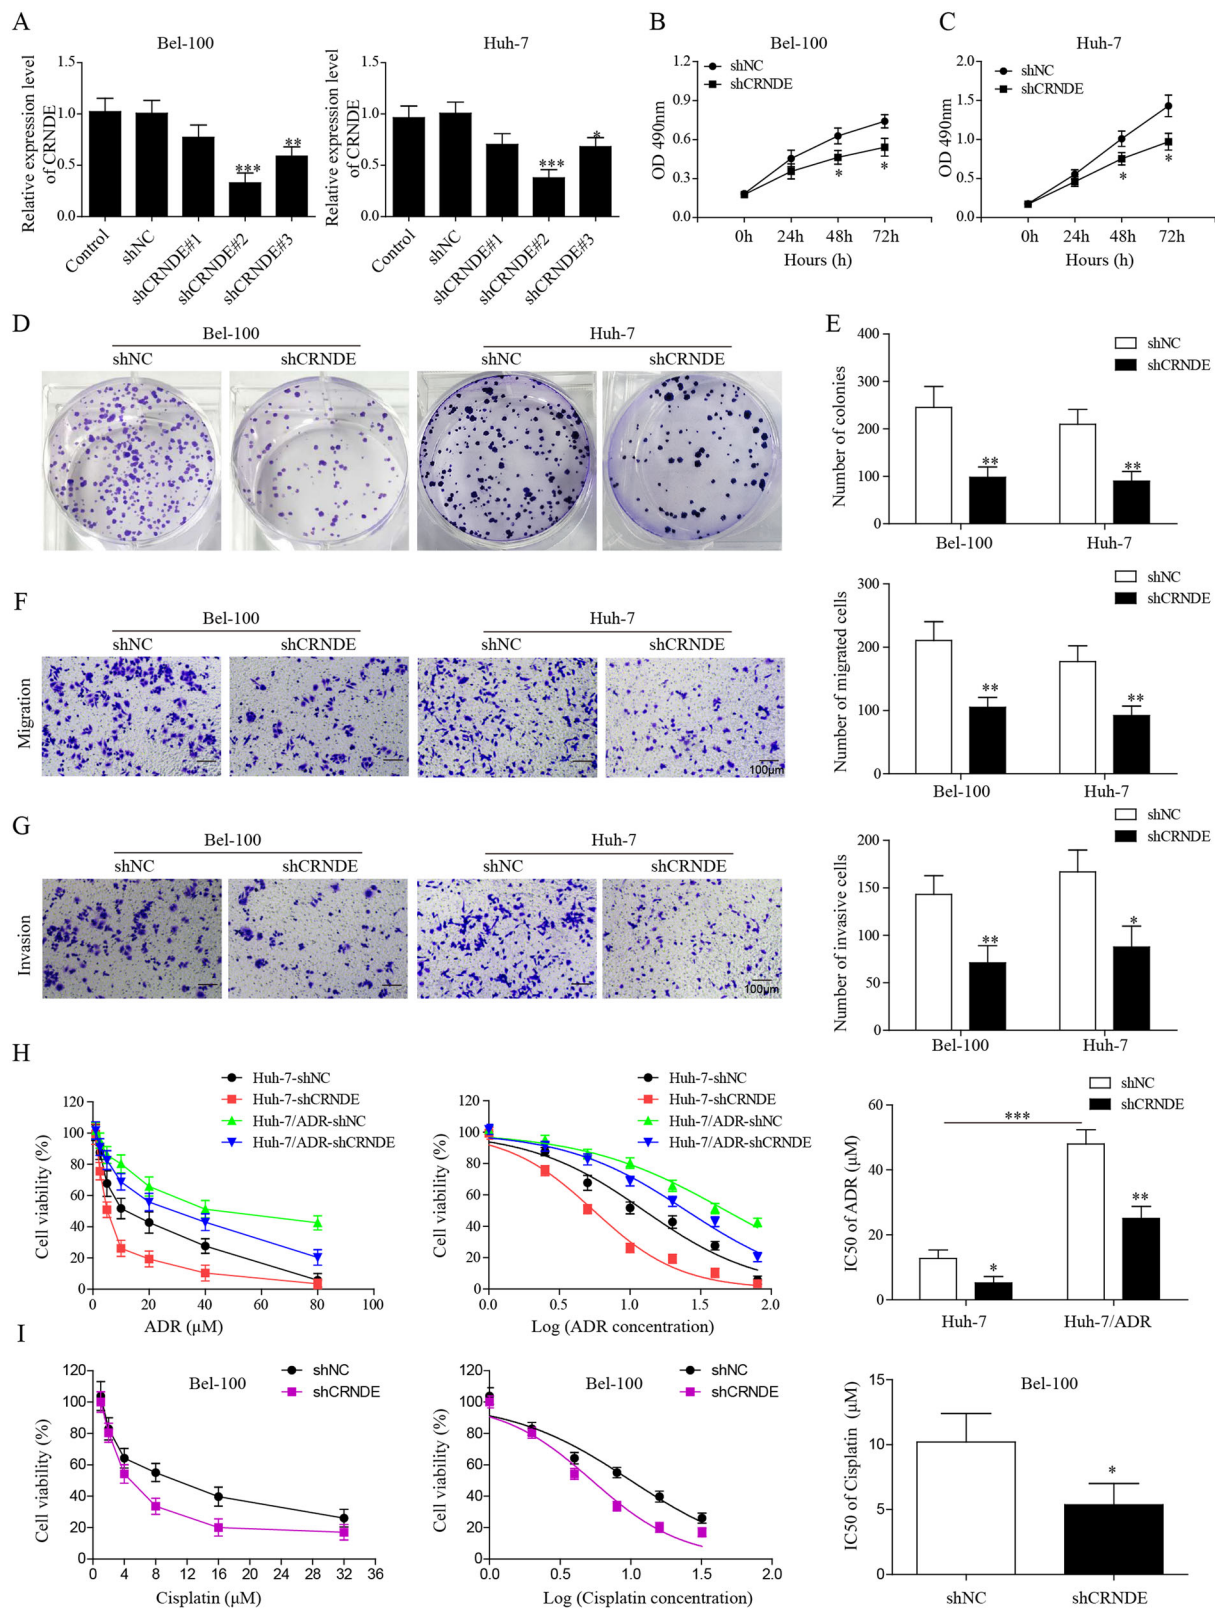 A
Bel-100
Relative expression level
of CRNDE
1.5
1.0
0.5
0.0
***
**
Control
shNC
shCRNDE#1
shCRNDE#2
shCRNDE#3
Huh-7
Relative expression level
of CRNDE
1.5
1.0
0.5
0.0
***
*
Control
shNC
shCRNDE#1
shCRNDE#2
shCRNDE#3
B
Bel-100
shNC
shCRNDE
OD 490nm
1.2
0.9
0.6
0.3
0.0
* *
0h 24h 48h 72h
Hours (h)
C
Huh-7
shNC
shCRNDE
OD 490nm
2.0
1.5
1.0
0.5
0.0
* *
0h 24h 48h 72h
Hours (h)
D
Bel-100
shNC shCRNDE
Huh-7
shNC shCRNDE
E
shNC
shCRNDE
Number of colonies
400
300
200
100
0
** **
Bel-100 Huh-7
F
Bel-100
shNC shCRNDE
Huh-7
shNC shCRNDE
Migration
100μm
shNC
shCRNDE
Number of migrated cells
300
200
100
0
** **
Bel-100 Huh-7
G
Bel-100
shNC shCRNDE
Huh-7
shNC shCRNDE
Invasion
100μm
shNC
shCRNDE
Number of invasive cells
200
150
100
50
0
** *
Bel-100 Huh-7
H
Huh-7-shNC
Huh-7-shCRNDE
Huh-7/ADR-shNC
Huh-7/ADR-shCRNDE
Cell viability (%)
120
100
80
60
40
20
0
0 20 40 60 80 100
ADR (μM)
Huh-7-shNC
Huh-7-shCRNDE
Huh-7/ADR-shNC
Huh-7/ADR-shCRNDE
Cell viability (%)
120
100
80
60
40
20
0
0.0 0.5 1.0 1.5 2.0
Log (ADR concentration)
shNC
shCRNDE
IC50 of ADR (μM)
60
40
20
0
***
* **
Huh-7 Huh-7/ADR
I
Bel-100
shNC
shCRNDE
Cell viability (%)
120
100
80
60
40
20
0
0 4 8 12 16 20 24 28 32 36
Cisplatin (μM)
Bel-100
shNC
shCRNDE
Cell viability (%)
120
100
80
60
40
20
0
0.0 0.5 1.0 1.5 2.0
Log (Cisplatin concentration)
Bel-100
IC50 of Cisplatin (μM)
15
10
5
0
*
shNC shCRNDE